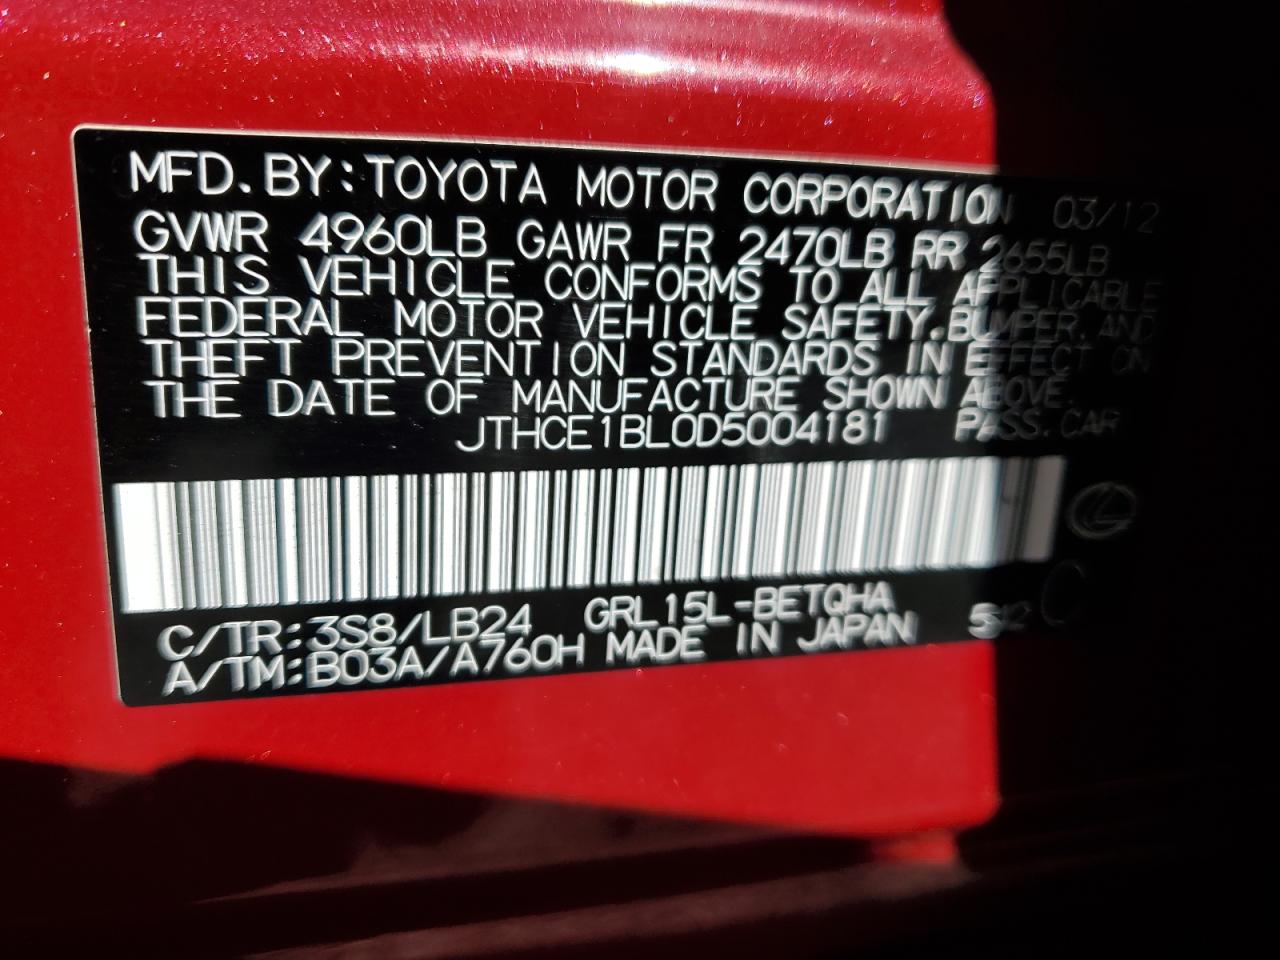 MFD. BY: TOYOTA MOTOR CORPORATION 03/12
GVWR 4960LB GAWR FR 2470LB RR 2655LB
THIS VEHICLE CONFORMS TO ALL APPLICABLE
FEDERAL MOTOR VEHICLE SAFETY, BUMPER, AND
THEFT PREVENTION STANDARDS IN EFFECT ON
THE DATE OF MANUFACTURE SHOWN ABOVE.
JTHCE1BL0D5004181 PASS. CAR
C/TR: 3S8/LB24 GRL15L-BETQHA
A/TM: B03A/A760H MADE IN JAPAN